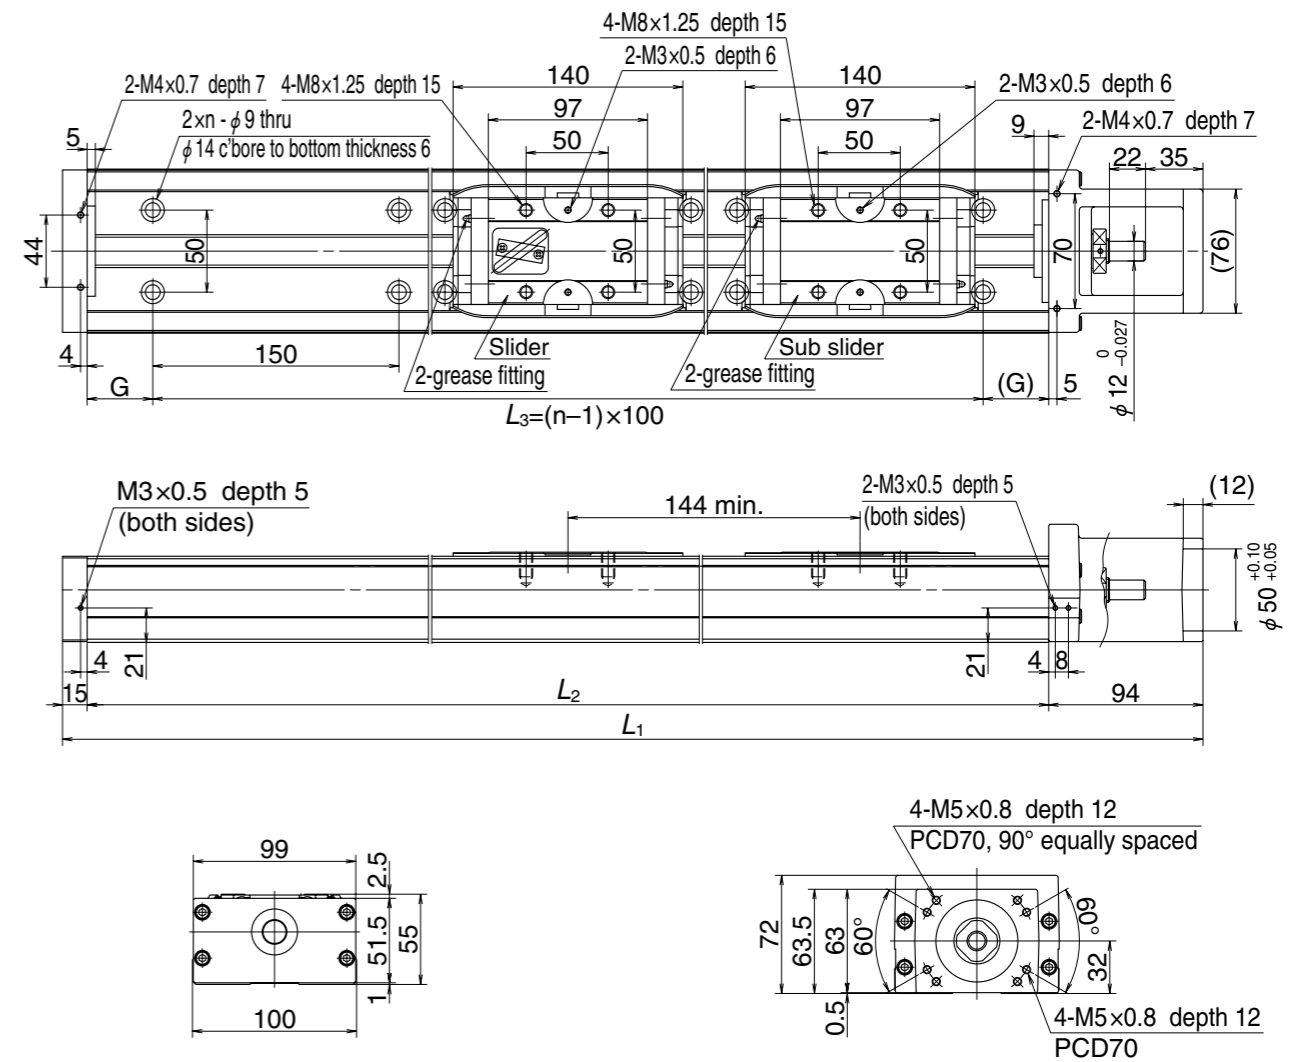 4-M8×1.25 depth 15
2-M3×0.5 depth 6
140
140
2-M4×0.7 depth 7
4-M8×1.25 depth 15
2-M3×0.5 depth 6
97
97
2×n - φ 9 thru
9
2-M4×0.7 depth 7
5
φ 14 c'bore to bottom thickness 6
50
50
22
35
44
50
50
50
70
(76)
Slider
Sub slider
4
150
2-grease fitting
2-grease fitting
φ 12 0 −0.027
G
(G)
5
L3=(n–1)×100
M3×0.5 depth 5
(both sides)
144 min.
2-M3×0.5 depth 5
(both sides)
(12)
φ 50 +0.10 +0.05
4
21
21
4
8
15
L2
94
L1
4-M5×0.8 depth 12
PCD70, 90° equally spaced
99
2.5
51.5
55
1
100
72
63.5
63
60°
60°
32
0.5
4-M5×0.8 depth 12
PCD70